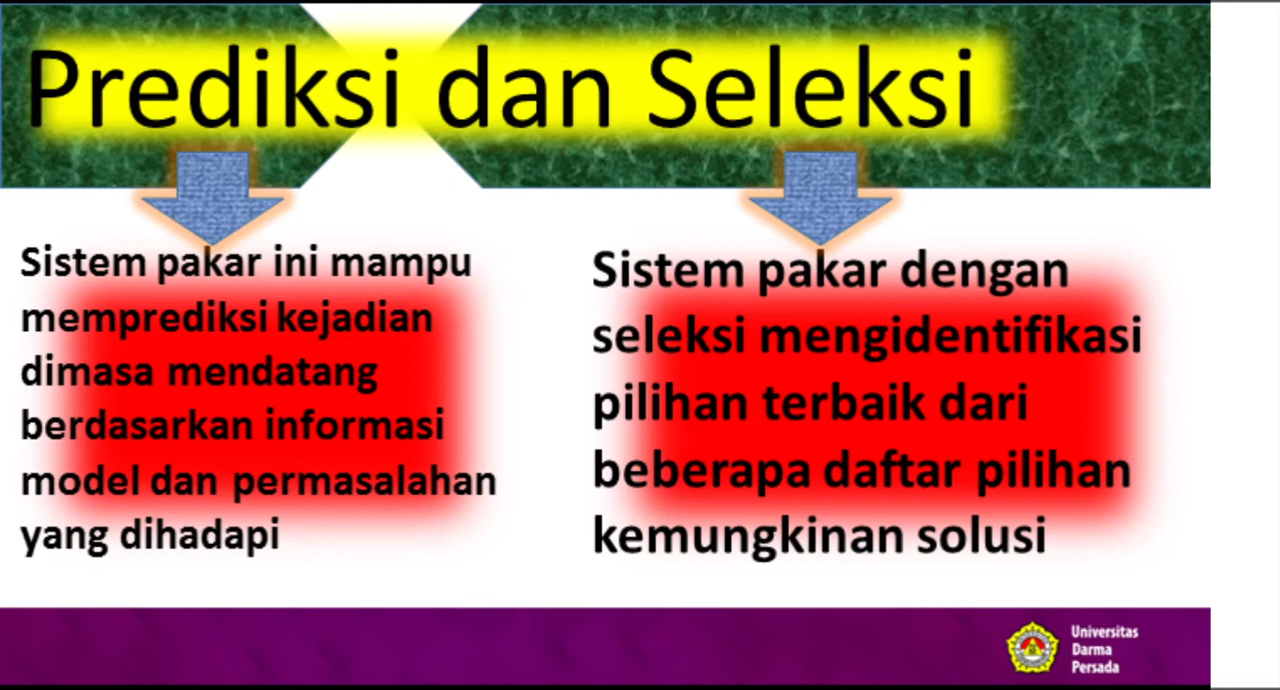 Prediksi dan Seleksi
Sistem pakar ini mampu
memprediksi kejadian
dimasa mendatang
berdasarkan informasi
model dan permasalahan
yang dihadapi
Sistem pakar dengan
seleksi mengidentifikasi
pilihan terbaik dari
beberapa daftar pilihan
kemungkinan solusi
Universitas
Darma
Persada